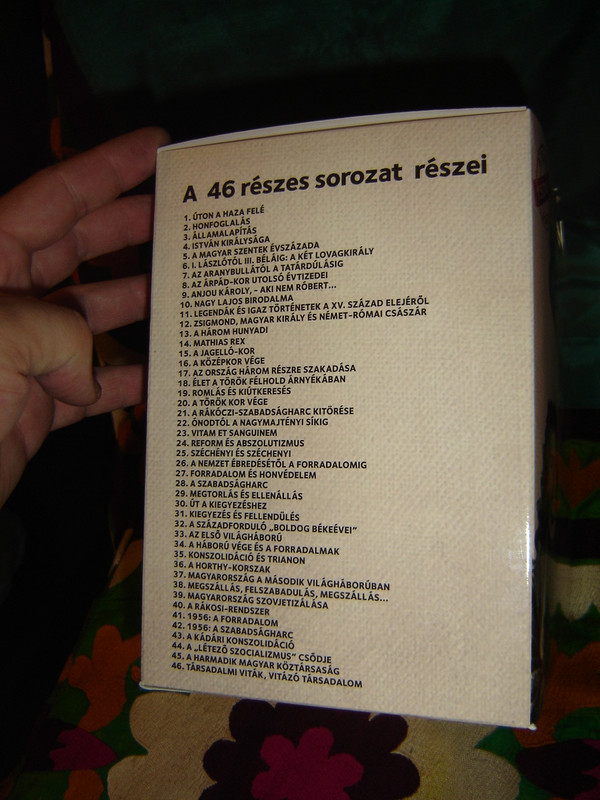 A 46 részes sorozat részei
1. ÚTON A HAZA FELÉ
2. HONFOGLALÁS
3. ÁLLAMALAPÍTÁS
4. ISTVÁN KIRÁLYSÁGA
5. A MAGYAR SZENTEK ÉVSZÁZADA
6. I. LÁSZLÓTÓL III. BÉLÁIG: A KÉT LOVAGKIRÁLY
7. AZ ARANYBULLÁTÓL A TATÁRDÚLÁSIG
8. AZ ÁRPÁD-KOR UTOLSÓ ÉVTIZEDEI
9. ANJOU KÁROLY, - AKI NEM RÓBERT...
10. NAGY LAJOS BIRODALMA
11. LEGENDÁK ÉS IGAZ TÖRTÉNETEK A XV. SZÁZAD ELEJÉRŐL
12. ZSIGMOND, MAGYAR KIRÁLY ÉS NÉMET-RÓMAI CSÁSZÁR
13. A HÁROM HUNYADI
14. MATHIAS REX
15. A JAGELLÓ-KOR
16. A KÖZÉPKOR VÉGE
17. AZ ORSZÁG HÁROM RÉSZRE SZAKADÁSA
18. ÉLET A TÖRÖK FÉLHOLD ÁRNYÉKÁBAN
19. ROMLÁS ÉS KIÚTKERESÉS
20. A TÖRÖK KOR VÉGE
21. A RÁKÓCZI-SZABADSÁGHARC KITÖRÉSE
22. ÓNODTÓL A NAGYMAJTÉNYI SÍKIG
23. VITAM ET SANGUINEM
24. REFORM ÉS ABSZOLUTIZMUS
25. SZÉCHÉNYI ÉS SZÉCHENYI
26. A NEMZET ÉBREDÉSÉTŐL A FORRADALOMIG
27. FORRADALOM ÉS HONVÉDELEM
28. A SZABADSÁGHARC
29. MEGTORLÁS ÉS ELLENÁLLÁS
30. ÚT A KIEGYEZÉSHEZ
31. KIEGYEZÉS ÉS FELLENDÜLÉS
32. A SZÁZADFORDULÓ „BOLDOG BÉKEÉVEI"
33. AZ ELSŐ VILÁGHÁBORÚ
34. A HÁBORÚ VÉGE ÉS A FORRADALMAK
35. KONSZOLIDÁCIÓ ÉS TRIANON
36. A HORTHY-KORSZAK
37. MAGYARORSZÁG A MÁSODIK VILÁGHÁBORÚBAN
38. MEGSZÁLLÁS, FELSZABADULÁS, MEGSZÁLLÁS...
39. MAGYARORSZÁG SZOVJETIZÁLÁSA
40. A RÁKOSI-RENDSZER
41. 1956: A FORRADALOM
42. 1956: A SZABADSÁGHARC
43. A KÁDÁRI KONSZOLIDÁCIÓ
44. A „LÉTEZŐ SZOCIALIZMUS" CSŐDJE
45. A HARMADIK MAGYAR KÖZTÁRSASÁG
46. TÁRSADALMI VITÁK, VITÁZÓ TÁRSADALOM